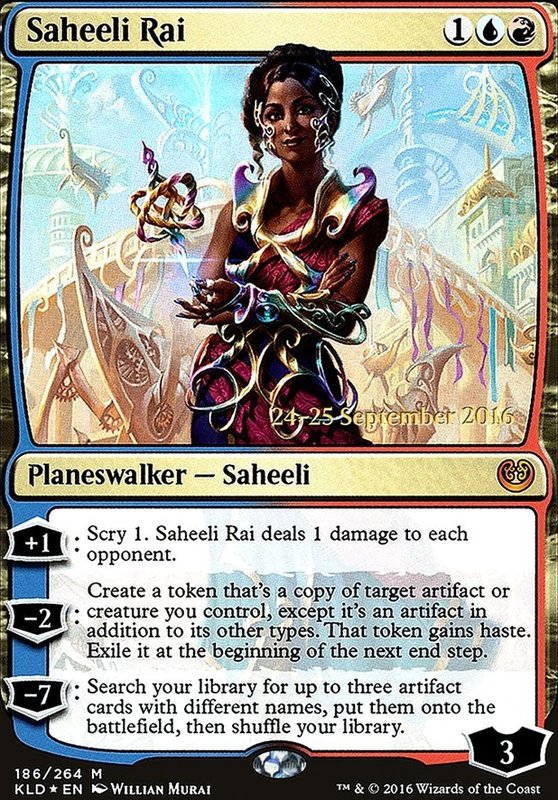 Saheeli Rai 1
24-25 September 2016
Planeswalker — Saheeli
+1 : Scry 1. Saheeli Rai deals 1 damage to each
opponent.
Create a token that's a copy of target artifact or
−2 : creature you control, except it's an artifact in
addition to its other types. That token gains haste.
Exile it at the beginning of the next end step.
−7 : Search your library for up to three artifact
cards with different names, put them onto the
battlefield, then shuffle your library.
3
186/264 M
KLD ★ EN Willian Murai
™ & © 2016 Wizards of the Coast